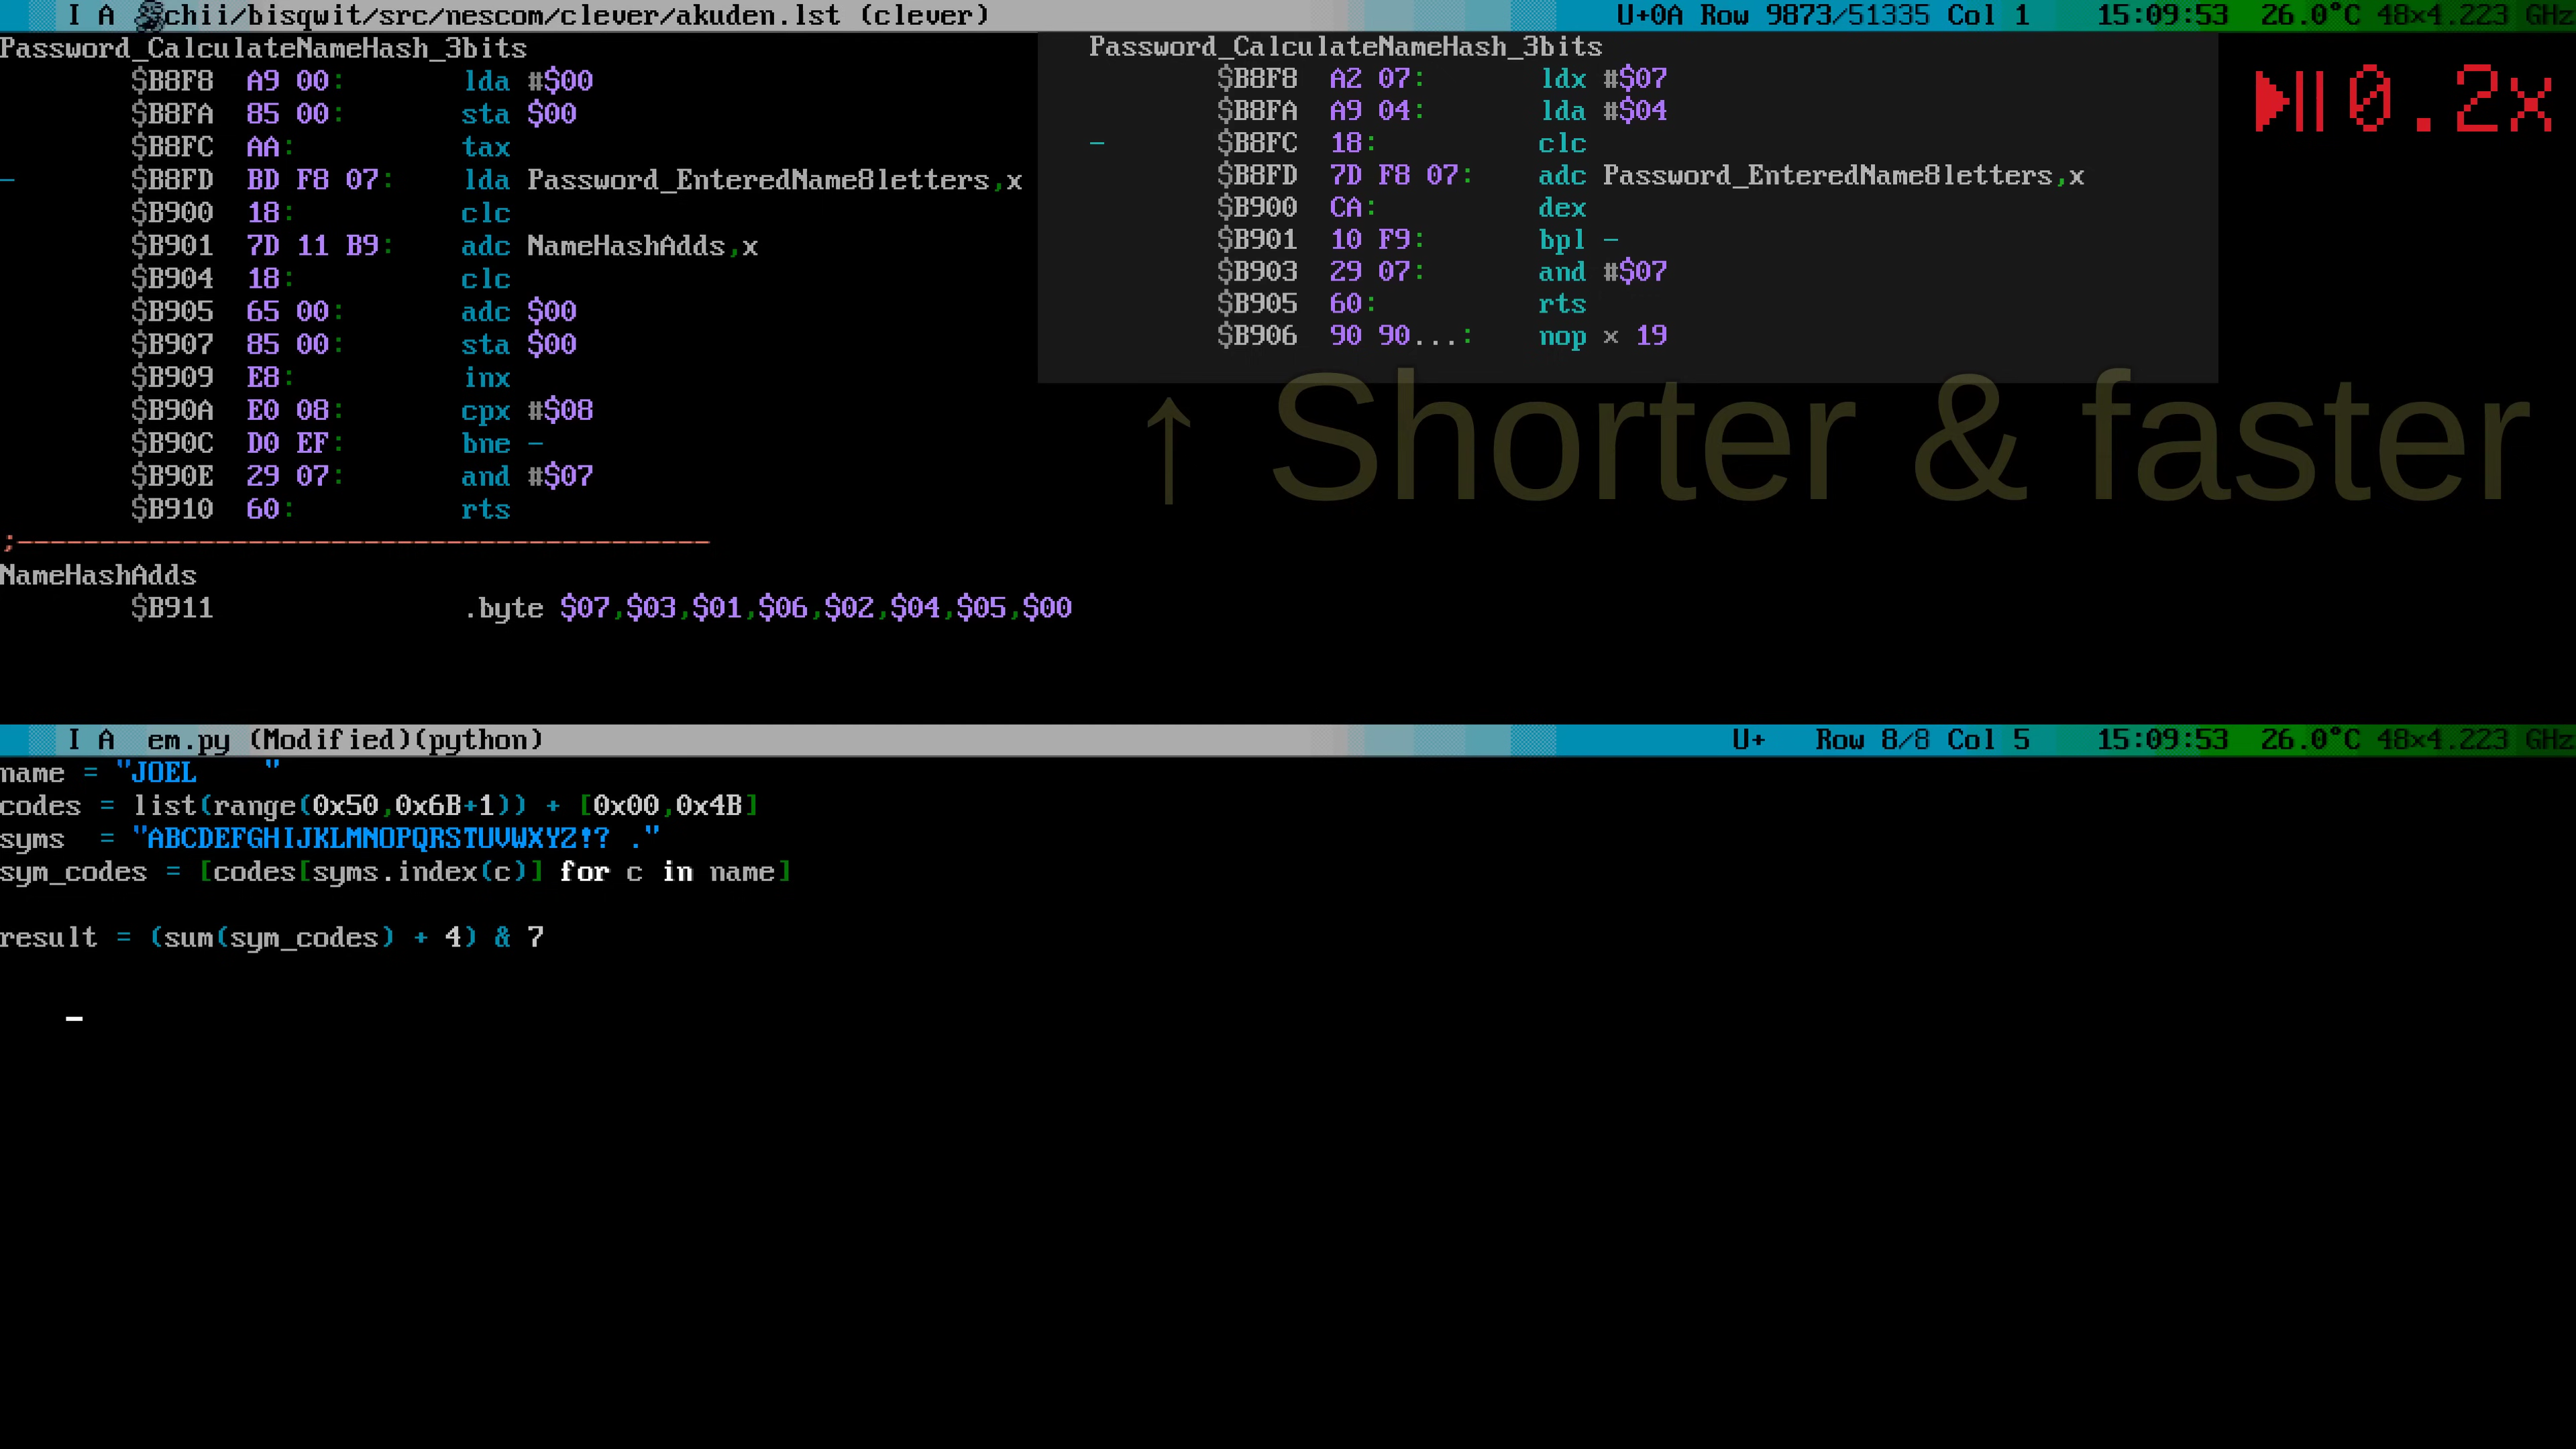 I A chii/bisqwit/src/nescom/clever/akuden.lst (clever) U+0A Row 9873/51335 Col 1 15:09:53 26.0°C 48×4.223 GHz
Password_CalculateNameHash_3bits
$B8F8 A9 00: lda #$00
$B8FA 85 00: sta $00
$B8FC AA: tax
– $B8FD BD F8 07: lda Password_EnteredName8letters,x
$B900 18: clc
$B901 7D 11 B9: adc NameHashAdds,x
$B904 18: clc
$B905 65 00: adc $00
$B907 85 00: sta $00
$B909 E8: inx
$B90A E0 08: cpx #$08
$B90C D0 EF: bne –
$B90E 29 07: and #$07
$B910 60: rts
;------------------------------------------
NameHashAdds
$B911 .byte $07,$03,$01,$06,$02,$04,$05,$00
Password_CalculateNameHash_3bits
$B8F8 A2 07: ldx #$07
$B8FA A9 04: lda #$04
– $B8FC 18: clc
$B8FD 7D F8 07: adc Password_EnteredName8letters,x
$B900 CA: dex
$B901 10 F9: bpl –
$B903 29 07: and #$07
$B905 60: rts
$B906 90 90...: nop × 19
0.2x
↑ Shorter & faster
I A em.py (Modified)(python) U+ Row 8/8 Col 5 15:09:53 26.0°C 48×4.223 GHz
name = "JOEL    "
codes = list(range(0x50,0x6B+1)) + [0x00,0x4B]
syms  = "ABCDEFGHIJKLMNOPQRSTUVWXYZ!? ."
sym_codes = [codes[syms.index(c)] for c in name]
result = (sum(sym_codes) + 4) & 7